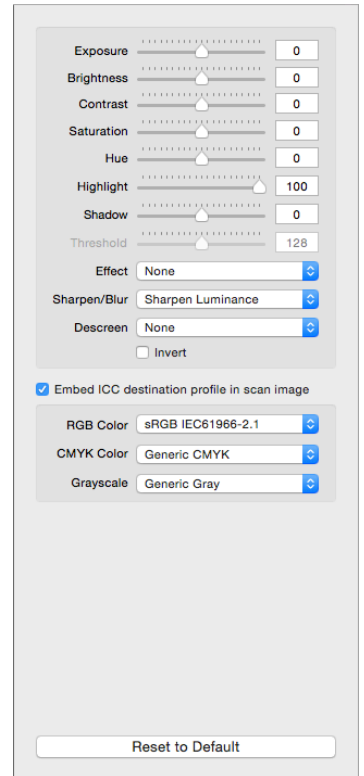 Exposure 0
Brightness 0
Contrast 0
Saturation 0
Hue 0
Highlight 100
Shadow 0
Threshold 128
Effect None
Sharpen/Blur Sharpen Luminance
Descreen None
Invert
Embed ICC destination profile in scan image
RGB Color sRGB IEC61966-2.1
CMYK Color Generic CMYK
Grayscale Generic Gray
Reset to Default